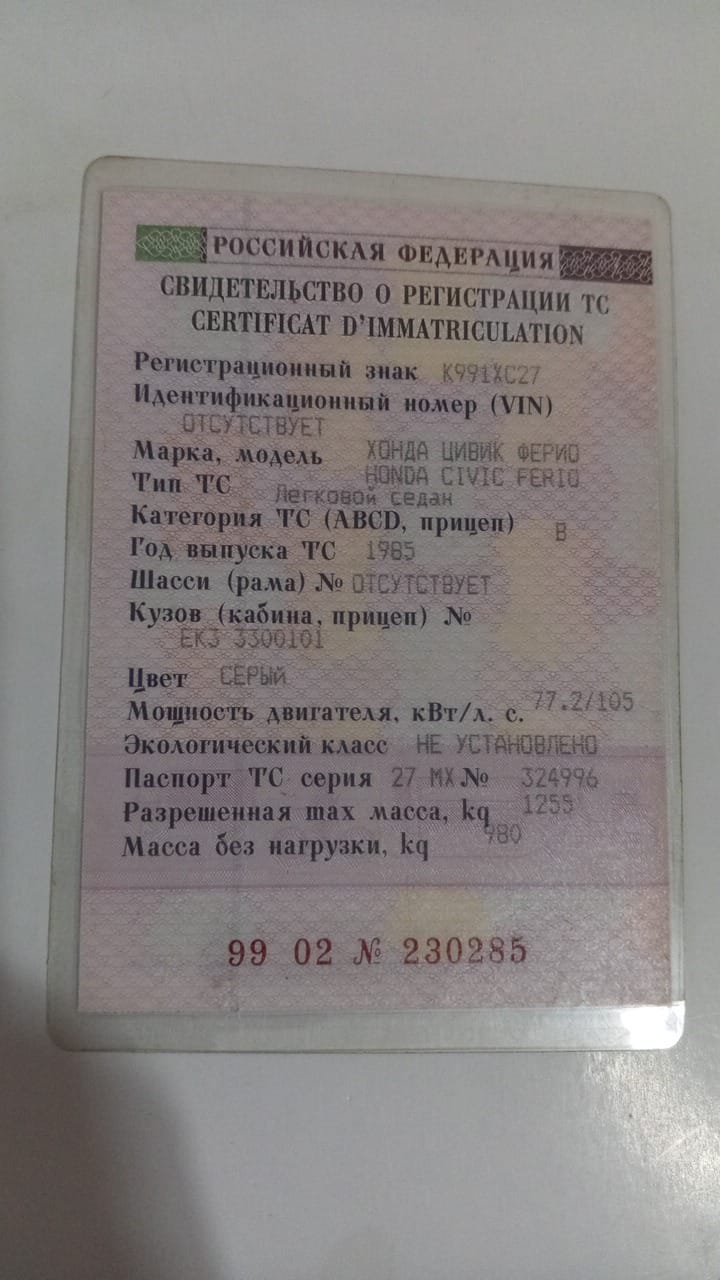 РОССИЙСКАЯ ФЕДЕРАЦИЯ
СВИДЕТЕЛЬСТВО О РЕГИСТРАЦИИ ТС
CERTIFICAT D'IMMATRICULATION
Регистрационный знак К991ХС27
Идентификационный номер (VIN)
ОТСУТСТВУЕТ
Марка, модель ХОНДА ЦИВИК ФЕРИО
HONDA CIVIC FERIO
Тип ТС Легковой седан
Категория ТС (ABCD, прицеп) B
Год выпуска ТС 1985
Шасси (рама) № ОТСУТСТВУЕТ
Кузов (кабина, прицеп) №
ЕК3 3300101
Цвет СЕРЫЙ
Мощность двигателя, кВт/л. с. 77.2/105
Экологический класс НЕ УСТАНОВЛЕНО
Паспорт ТС серия 27 МХ № 324996
Разрешенная max масса, kq 1255
Масса без нагрузки, kq 980
99 02 № 230285